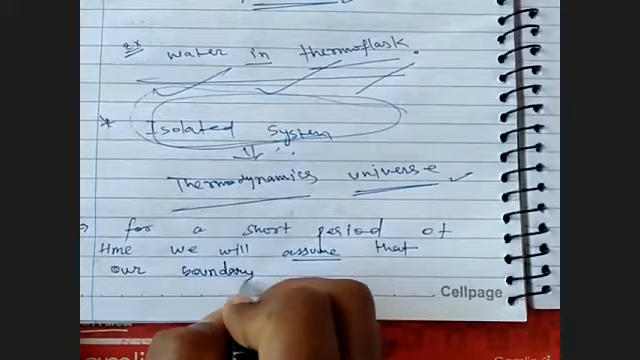 ex water in thermoflask.
* Isolated System
⇓
Thermodynamics universe
⇒ for a short period of
time we will assume that
our boundary
Cellpage